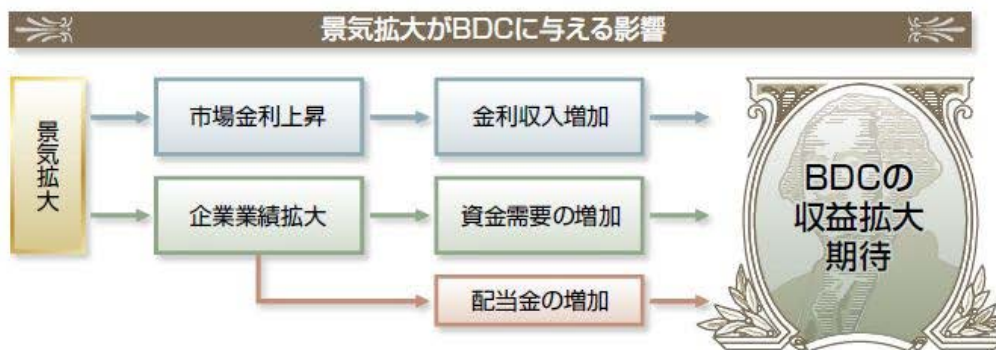 景気拡大がBDCに与える影響
景気拡大
市場金利上昇
金利収入増加
企業業績拡大
資金需要の増加
配当金の増加
BDCの
収益拡大
期待